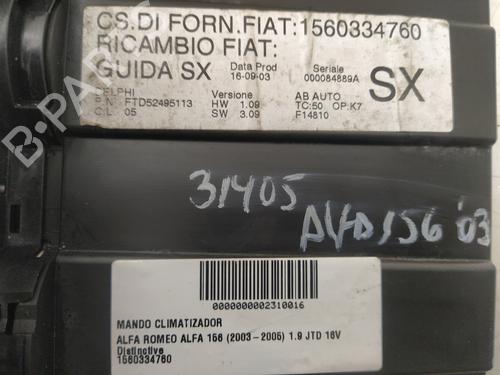 CS.DI FORN.FIAT:1560334760
RICAMBIO FIAT:
GUIDA SX
Data Prod
16-09-03
Seriale
000084889A
SX
DELPHI
P.N. FTD52495113
C.L. 05
Versione
HW 1.09
SW 3.09
AB AUTO
TC:50 OP:K7
F14810
31405
Alfa 156 '03
B-PARTS
0000000002310016
MANDO CLIMATIZADOR
ALFA ROMEO ALFA 156 (2003-2005) 1.9 JTD 16V
Distinctive
1560334760